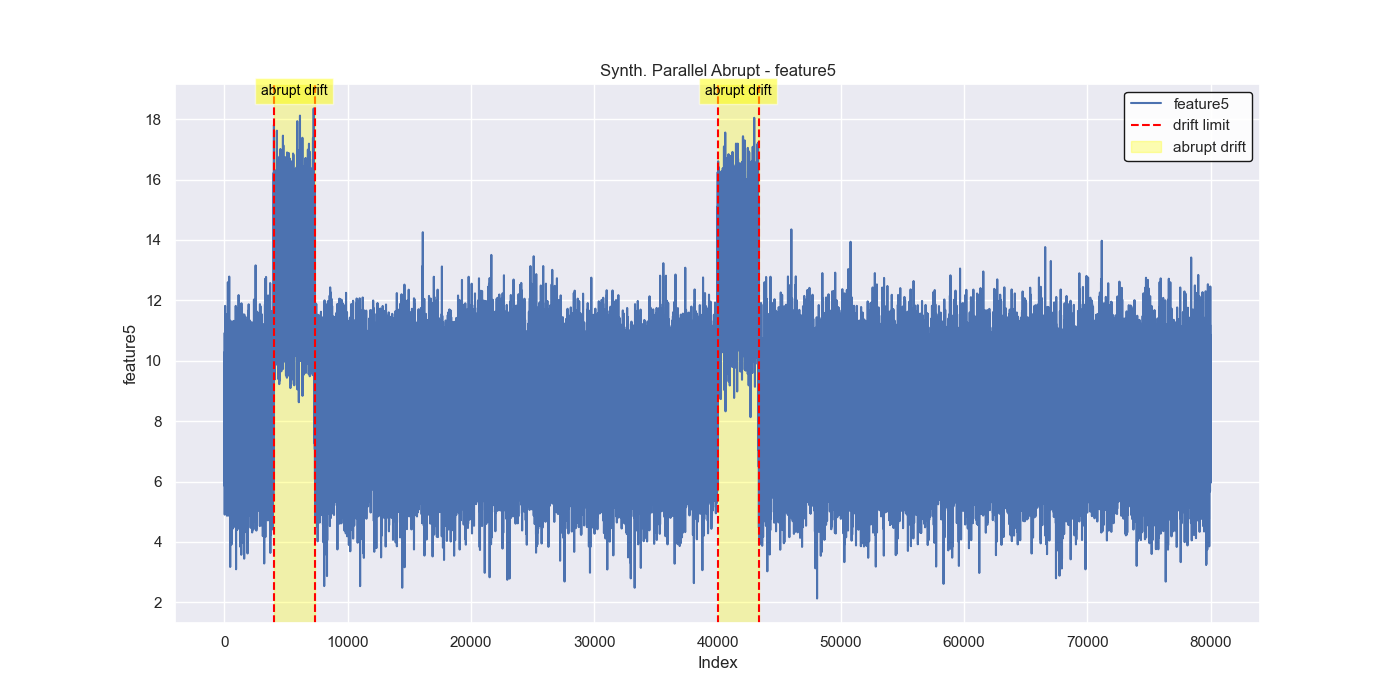 Synth. Parallel Abrupt - feature5
abrupt drift
abrupt drift
feature5
drift limit
abrupt drift
18
16
14
12
10
8
6
4
2
feature5
0
10000
20000
30000
40000
50000
60000
70000
80000
Index